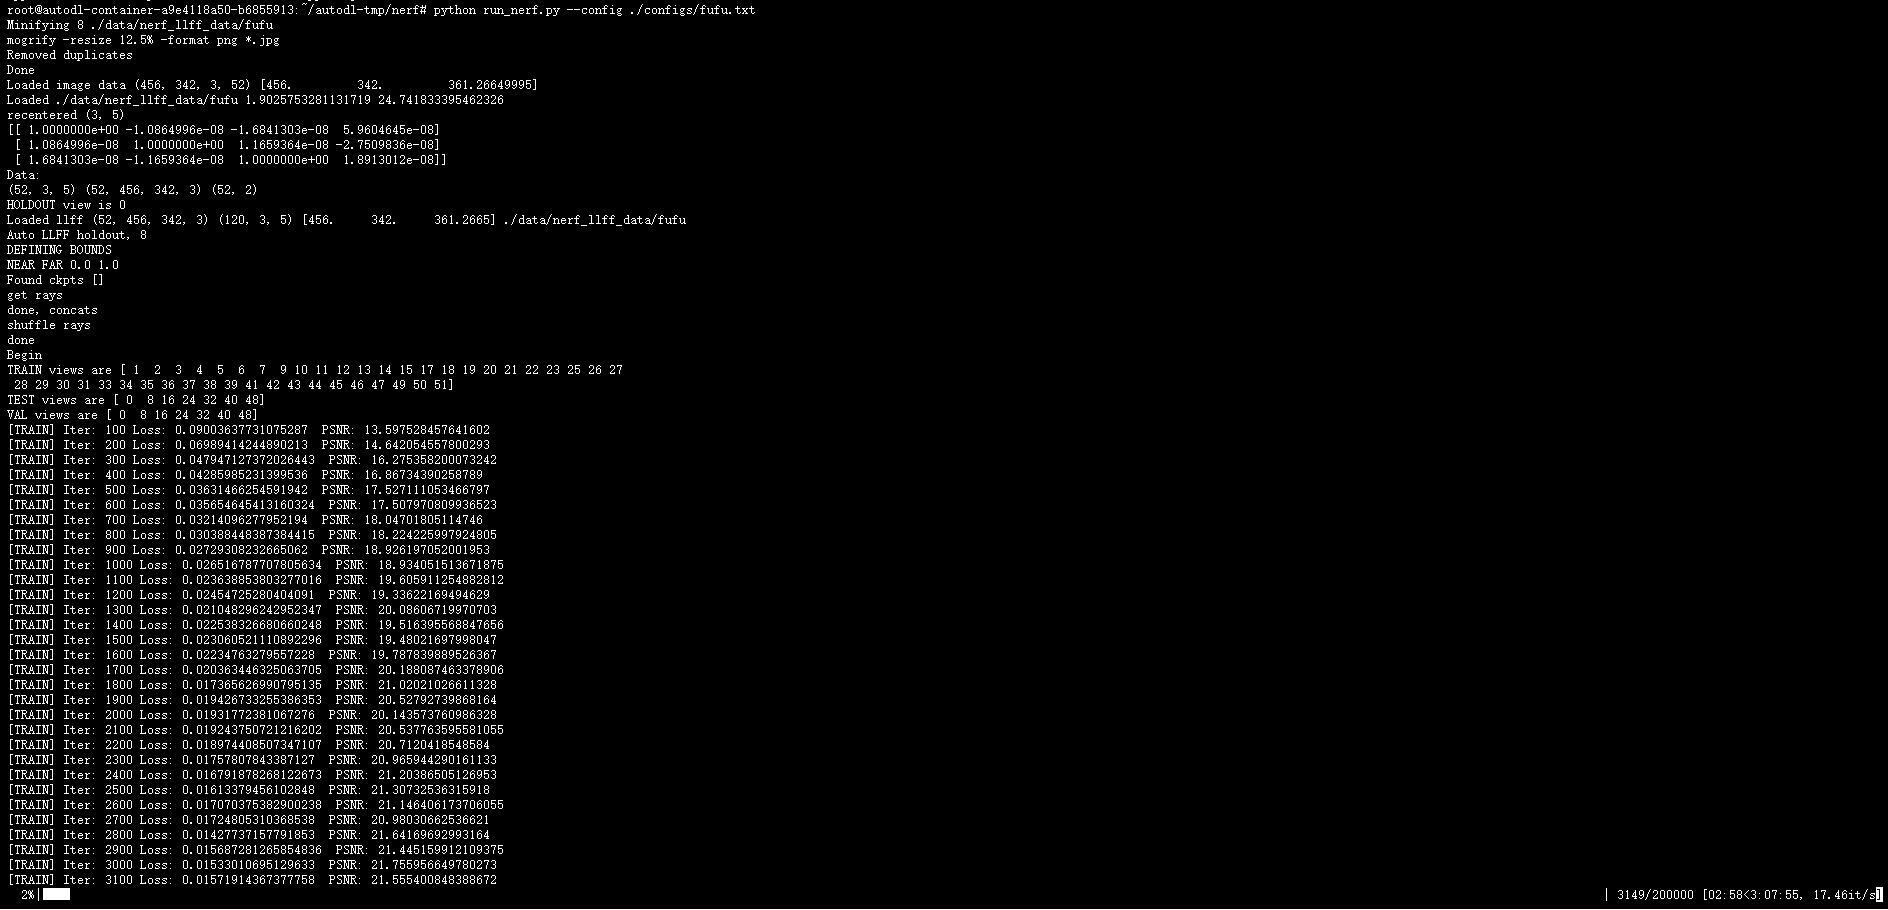 root@autodl-container-a9e4118a50-b6855913:~/autodl-tmp/nerf# python run_nerf.py --config ./configs/fufu.txt
Minifying 8 ./data/nerf_llff_data/fufu
mogrify -resize 12.5% -format png *.jpg
Removed duplicates
Done
Loaded image data (456, 342, 3, 52) [456.         342.         361.26649995]
Loaded ./data/nerf_llff_data/fufu 1.9025753281131719 24.741833395462326
recentered (3, 5)
[[ 1.0000000e+00 -1.0864996e-08 -1.6841303e-08  5.9604645e-08]
 [ 1.0864996e-08  1.0000000e+00  1.1659364e-08 -2.7509836e-08]
 [ 1.6841303e-08 -1.1659364e-08  1.0000000e+00  1.8913012e-08]]
Data:
(52, 3, 5) (52, 456, 342, 3) (52, 2)
HOLDOUT view is 0
Loaded llff (52, 456, 342, 3) (120, 3, 5) [456.     342.     361.2665] ./data/nerf_llff_data/fufu
Auto LLFF holdout, 8
DEFINING BOUNDS
NEAR FAR 0.0 1.0
Found ckpts []
get rays
done, concats
shuffle rays
done
Begin
TRAIN views are [ 1  2  3  4  5  6  7  9 10 11 12 13 14 15 17 18 19 20 21 22 23 25 26 27
 28 29 30 31 33 34 35 36 37 38 39 41 42 43 44 45 46 47 49 50 51]
TEST views are [ 0  8 16 24 32 40 48]
VAL views are [ 0  8 16 24 32 40 48]
[TRAIN] Iter: 100 Loss: 0.09003637731075287  PSNR: 13.597528457641602
[TRAIN] Iter: 200 Loss: 0.06989414244890213  PSNR: 14.642054557800293
[TRAIN] Iter: 300 Loss: 0.047947127372026443  PSNR: 16.275358200073242
[TRAIN] Iter: 400 Loss: 0.04285985231399536  PSNR: 16.86734390258789
[TRAIN] Iter: 500 Loss: 0.03631466254591942  PSNR: 17.527111053466797
[TRAIN] Iter: 600 Loss: 0.035654645413160324  PSNR: 17.507970809936523
[TRAIN] Iter: 700 Loss: 0.03214096277952194  PSNR: 18.04701805114746
[TRAIN] Iter: 800 Loss: 0.030388448387384415  PSNR: 18.224225997924805
[TRAIN] Iter: 900 Loss: 0.02729308232665062  PSNR: 18.926197052001953
[TRAIN] Iter: 1000 Loss: 0.026516787707805634  PSNR: 18.934051513671875
[TRAIN] Iter: 1100 Loss: 0.023638853803277016  PSNR: 19.605911254882812
[TRAIN] Iter: 1200 Loss: 0.02454725280404091  PSNR: 19.33622169494629
[TRAIN] Iter: 1300 Loss: 0.021048296242952347  PSNR: 20.08606719970703
[TRAIN] Iter: 1400 Loss: 0.022538326680660248  PSNR: 19.516395568847656
[TRAIN] Iter: 1500 Loss: 0.023060521110892296  PSNR: 19.48021697998047
[TRAIN] Iter: 1600 Loss: 0.02234763279557228  PSNR: 19.787839889526367
[TRAIN] Iter: 1700 Loss: 0.020363446325063705  PSNR: 20.188087463378906
[TRAIN] Iter: 1800 Loss: 0.017365626990795135  PSNR: 21.02021026611328
[TRAIN] Iter: 1900 Loss: 0.019426733255386353  PSNR: 20.52792739868164
[TRAIN] Iter: 2000 Loss: 0.01931772381067276  PSNR: 20.143573760986328
[TRAIN] Iter: 2100 Loss: 0.019243750721216202  PSNR: 20.537763595581055
[TRAIN] Iter: 2200 Loss: 0.018974408507347107  PSNR: 20.7120418548584
[TRAIN] Iter: 2300 Loss: 0.01757807843387127  PSNR: 20.965944290161133
[TRAIN] Iter: 2400 Loss: 0.016791878268122673  PSNR: 21.20386505126953
[TRAIN] Iter: 2500 Loss: 0.01613379456102848  PSNR: 21.30732536315918
[TRAIN] Iter: 2600 Loss: 0.017070375382900238  PSNR: 21.146406173706055
[TRAIN] Iter: 2700 Loss: 0.01724805310368538  PSNR: 20.98030662536621
[TRAIN] Iter: 2800 Loss: 0.01427737157791853  PSNR: 21.64169692993164
[TRAIN] Iter: 2900 Loss: 0.015687281265854836  PSNR: 21.445159912109375
[TRAIN] Iter: 3000 Loss: 0.01533010695129633  PSNR: 21.755956649780273
[TRAIN] Iter: 3100 Loss: 0.01571914367377758  PSNR: 21.555400848388672
  2%| | 3149/200000 [02:58<3:07:55, 17.46it/s]